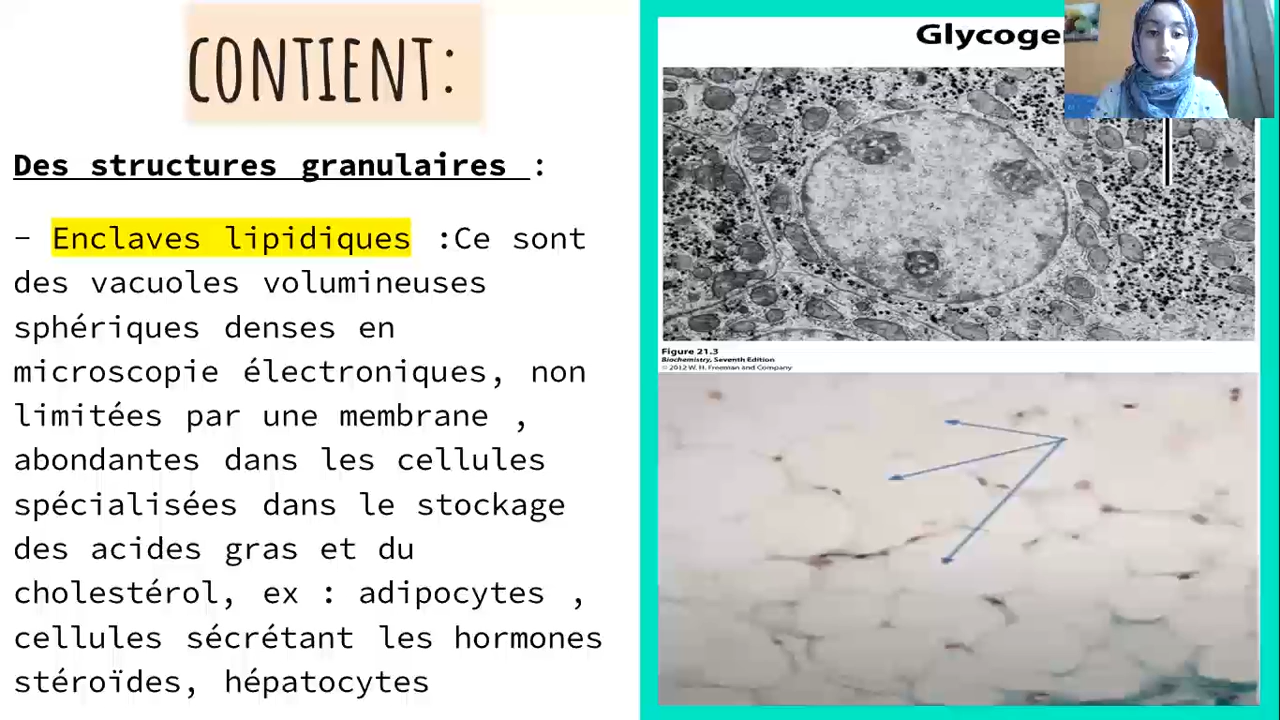 CONTIENT:
Des structures granulaires :
– Enclaves lipidiques :Ce sont
des vacuoles volumineuses
sphériques denses en
microscopie électroniques, non
limitées par une membrane ,
abondantes dans les cellules
spécialisées dans le stockage
des acides gras et du
cholestérol, ex : adipocytes ,
cellules sécrétant les hormones
stéroïdes, hépatocytes
Glycoge
Figure 21.3
Biochemistry, Seventh Edition
© 2012 W. H. Freeman and Company